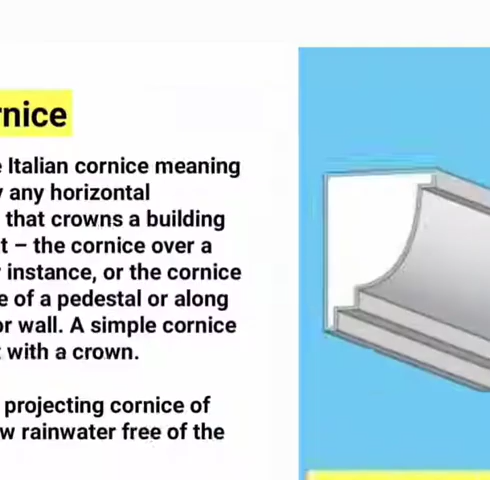 rnice
e Italian cornice meaning
y any horizontal
that crowns a building
t – the cornice over a
r instance, or the cornice
e of a pedestal or along
or wall. A simple cornice
t with a crown.
projecting cornice of
w rainwater free of the